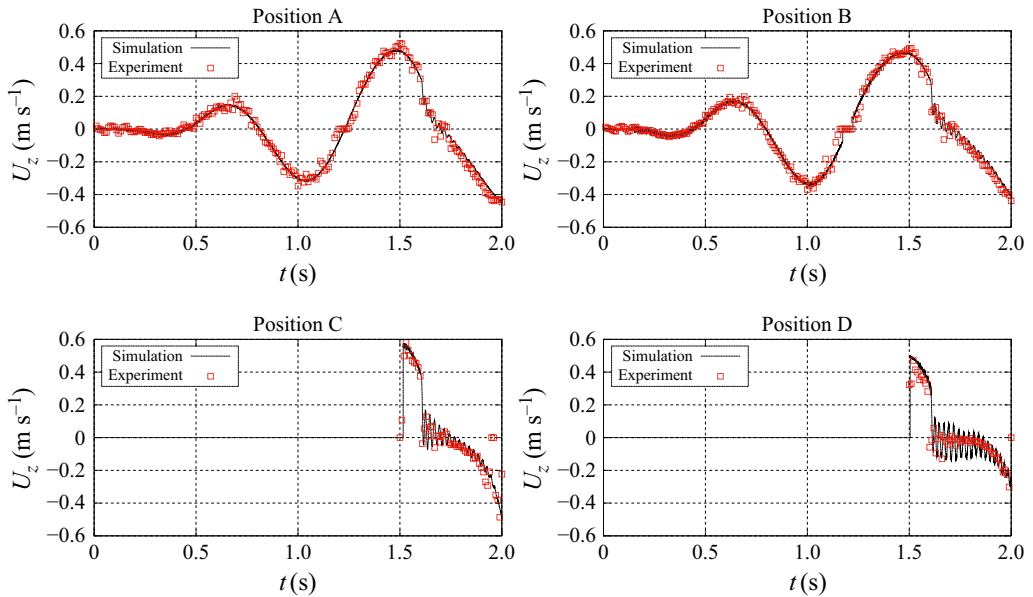 Position A
0.6
0.4
0.2
0
−0.2
−0.4
−0.6
U_z (m s⁻¹)
Simulation
Experiment
0
0.5
1.0
1.5
2.0
t (s)
Position B
0.6
0.4
0.2
0
−0.2
−0.4
−0.6
U_z (m s⁻¹)
Simulation
Experiment
0
0.5
1.0
1.5
2.0
t (s)
Position C
0.6
0.4
0.2
0
−0.2
−0.4
−0.6
U_z (m s⁻¹)
Simulation
Experiment
0
0.5
1.0
1.5
2.0
t (s)
Position D
0.6
0.4
0.2
0
−0.2
−0.4
−0.6
U_z (m s⁻¹)
Simulation
Experiment
0
0.5
1.0
1.5
2.0
t (s)